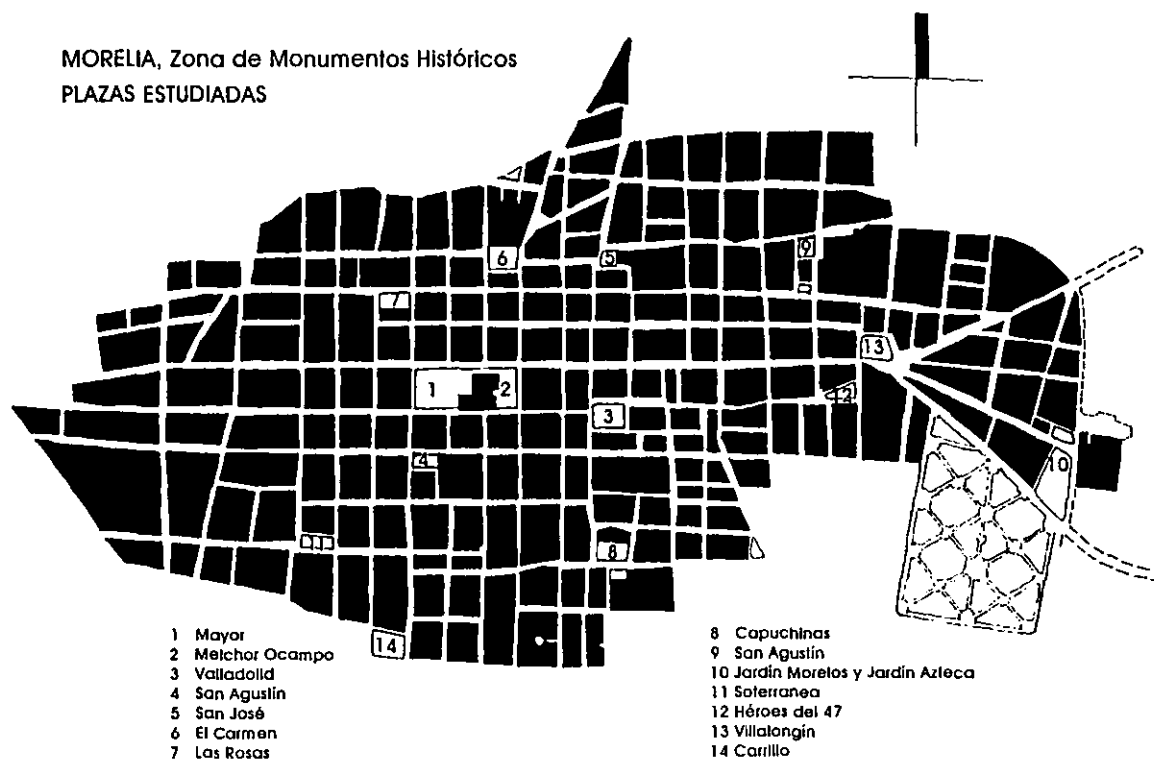 MORELIA, Zona de Monumentos Históricos
PLAZAS ESTUDIADAS
9
6
5
7
13
1
2
12
3
4
10
11
8
14
1 Mayor
2 Melchor Ocampo
3 Valladolid
4 San Agustín
5 San José
6 El Carmen
7 Las Rosas
8 Capuchinas
9 San Agustín
10 Jardín Morelos y Jardín Azteca
11 Soterranea
12 Héroes del 47
13 Villalongín
14 Carrillo